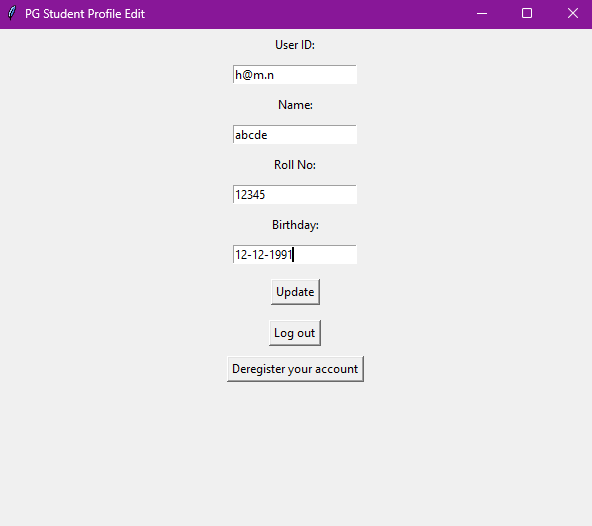 PG Student Profile Edit
User ID:
h@m.n
Name:
abcde
Roll No:
12345
Birthday:
12-12-1991
Update
Log out
Deregister your account